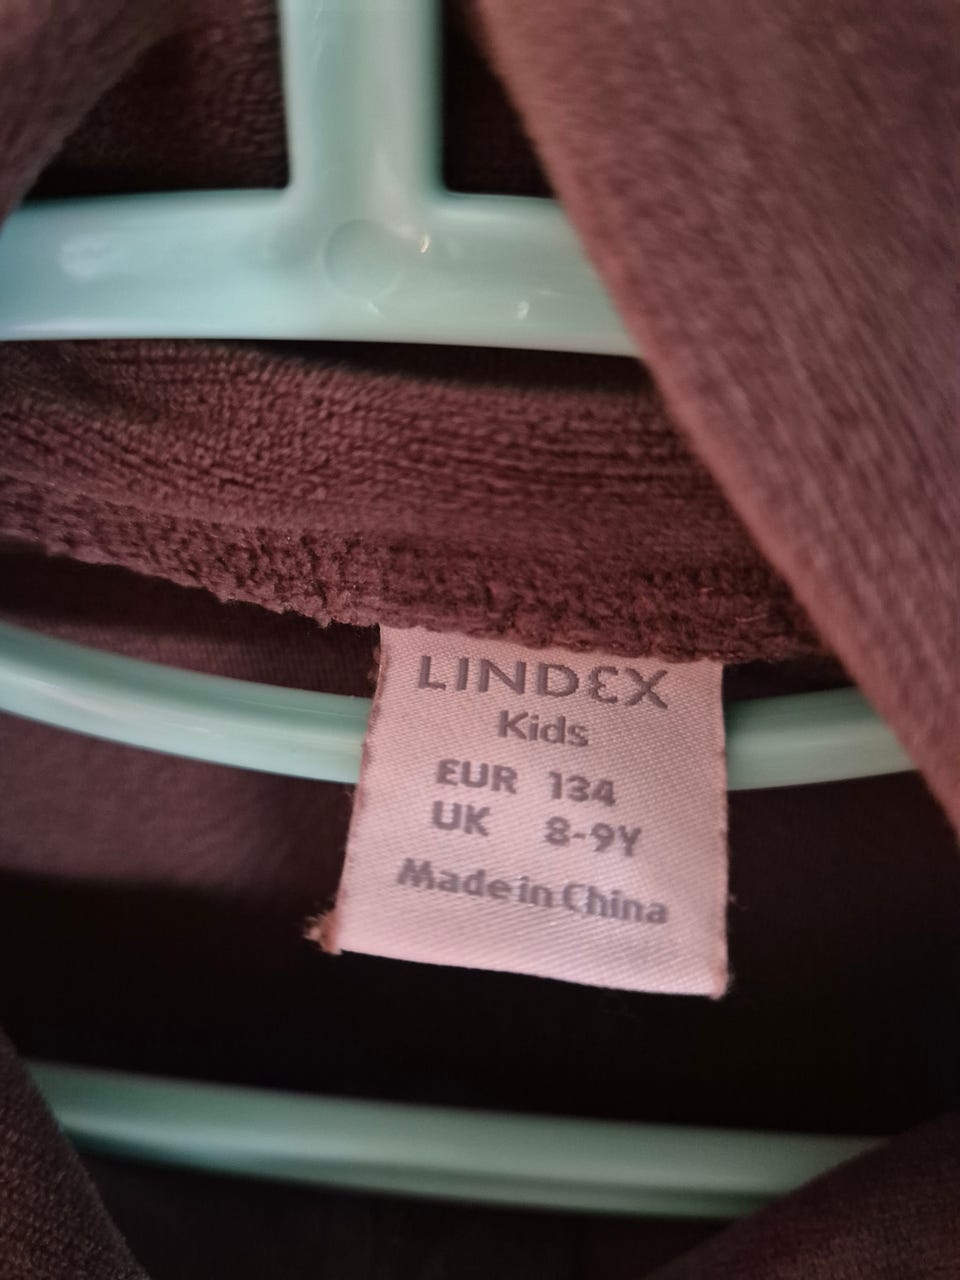 LINDEX
Kids
EUR 134
UK 8-9Y
Made in China